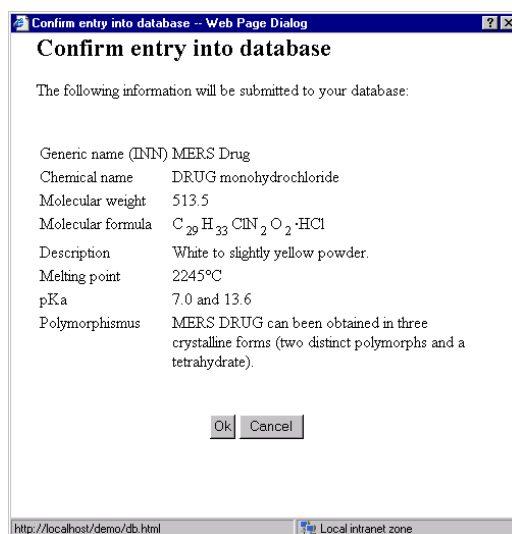 Confirm entry into database -- Web Page Dialog
Confirm entry into database
The following information will be submitted to your database:
Generic name (INN) MERS Drug
Chemical name DRUG monohydrochloride
Molecular weight 513.5
Molecular formula C 29 H 33 ClN 2 O 2 ·HCl
Description White to slightly yellow powder.
Melting point 2245°C
pKa 7.0 and 13.6
Polymorphismus MERS DRUG can been obtained in three
crystalline forms (two distinct polymorphs and a
tetrahydrate).
Ok Cancel
http://localhost/demo/db.html Local intranet zone